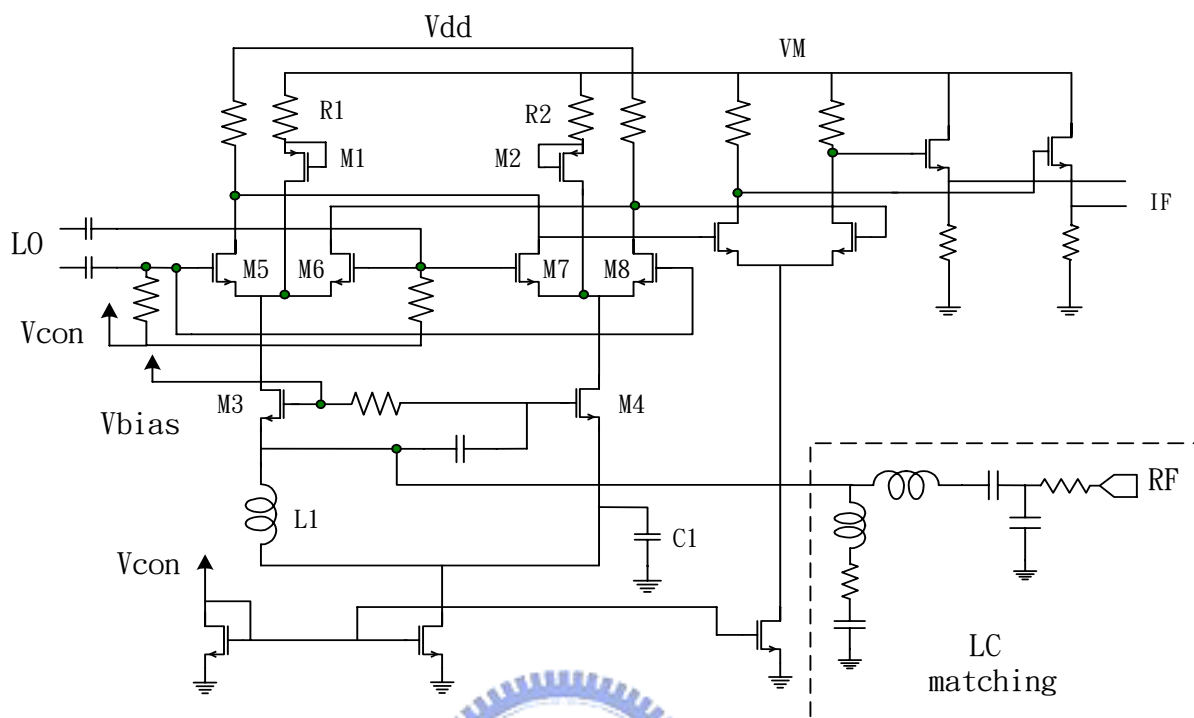 Vdd
VM
R1
R2
M1
M2
LO
IF
M5
M6
M7
M8
Vcon
M3
M4
Vbias
RF
L1
C1
Vcon
LC
matching